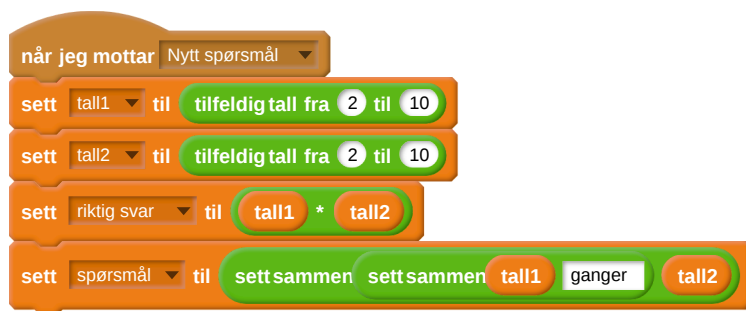 når jeg mottar Nytt spørsmål
sett tall1 til tilfeldig tall fra 2 til 10
sett tall2 til tilfeldig tall fra 2 til 10
sett riktig svar til tall1 * tall2
sett spørsmål til sett sammen sett sammen tall1 ganger tall2